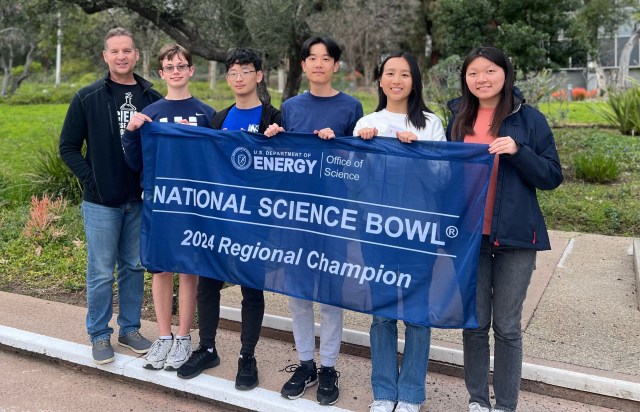 U.S. DEPARTMENT OF
ENERGY
Office of
Science
NATIONAL SCIENCE BOWL®
2024 Regional Champion